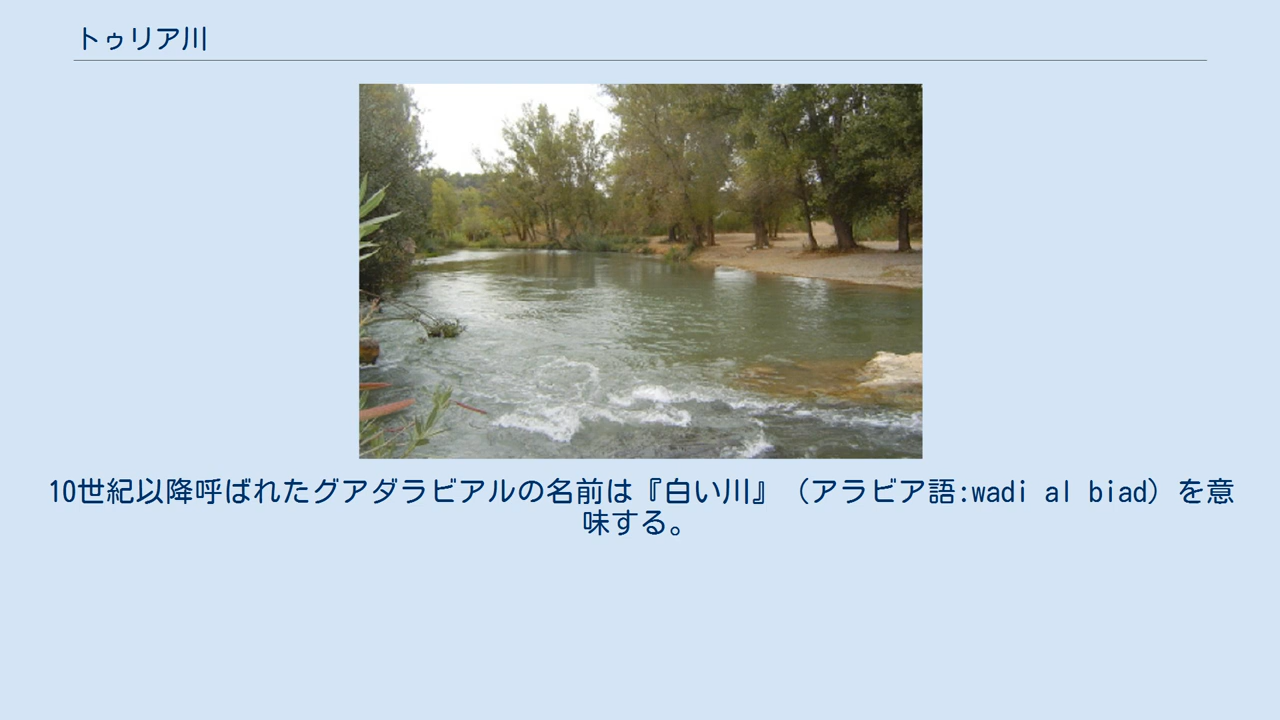 トゥリア川
10世紀以降呼ばれたグアダラビアルの名前は『白い川』（アラビア語:wadi al biad）を意
味する。